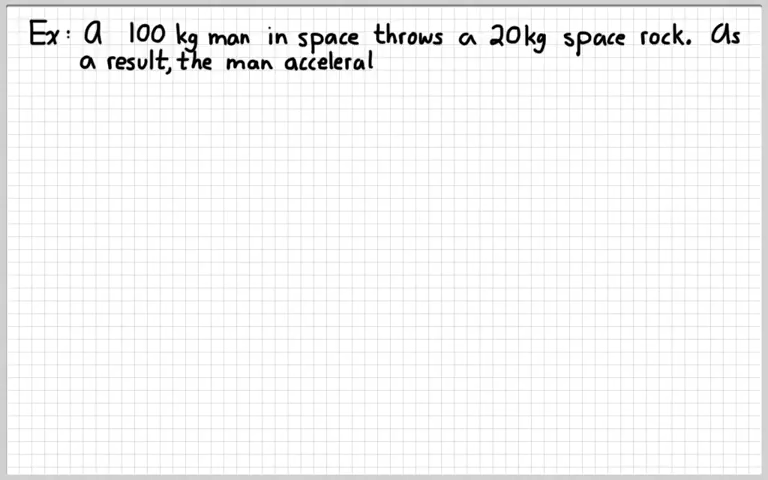 Ex: A 100 kg man in space throws a 20kg space rock. As
a result, the man acceleral